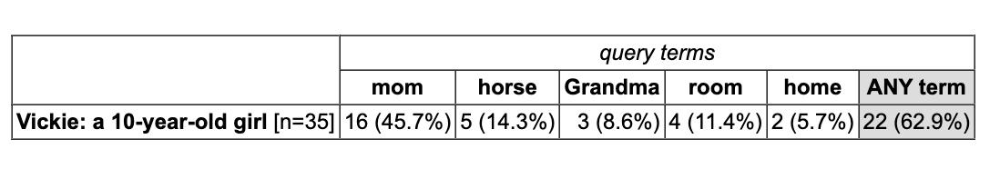 query terms
mom horse Grandma room home ANY term
Vickie: a 10-year-old girl [n=35] 16 (45.7%) 5 (14.3%) 3 (8.6%) 4 (11.4%) 2 (5.7%) 22 (62.9%)